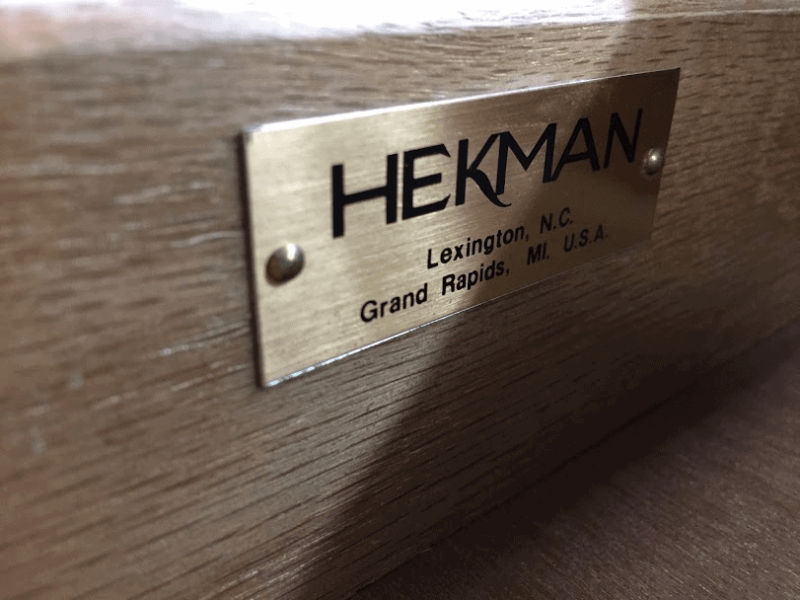 HEKMAN
Lexington, N.C.
Grand Rapids, MI. U.S.A.